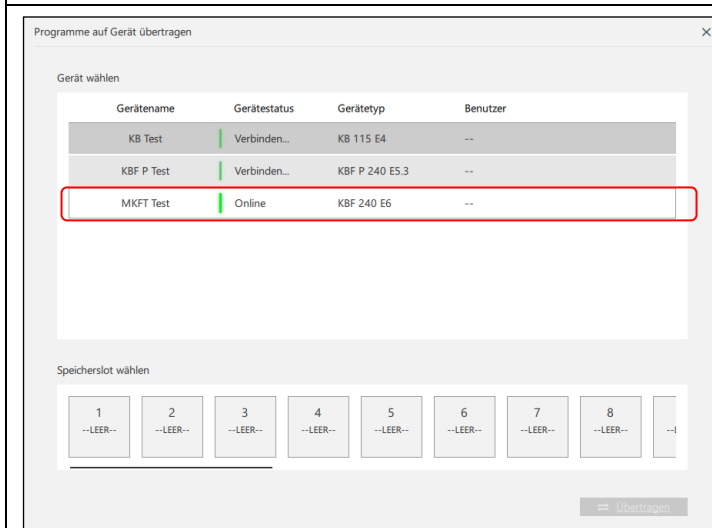 Programme auf Gerät übertragen
Gerät wählen
Gerätename Gerätestatus Gerätetyp Benutzer
KB Test Verbinden... KB 115 E4 --
KBF P Test Verbinden... KBF P 240 E5.3 --
MKFT Test Online KBF 240 E6 --
Speicherslot wählen
1 2 3 4 5 6 7 8
--LEER-- --LEER-- --LEER-- --LEER-- --LEER-- --LEER-- --LEER-- --LEER--
Übertragen